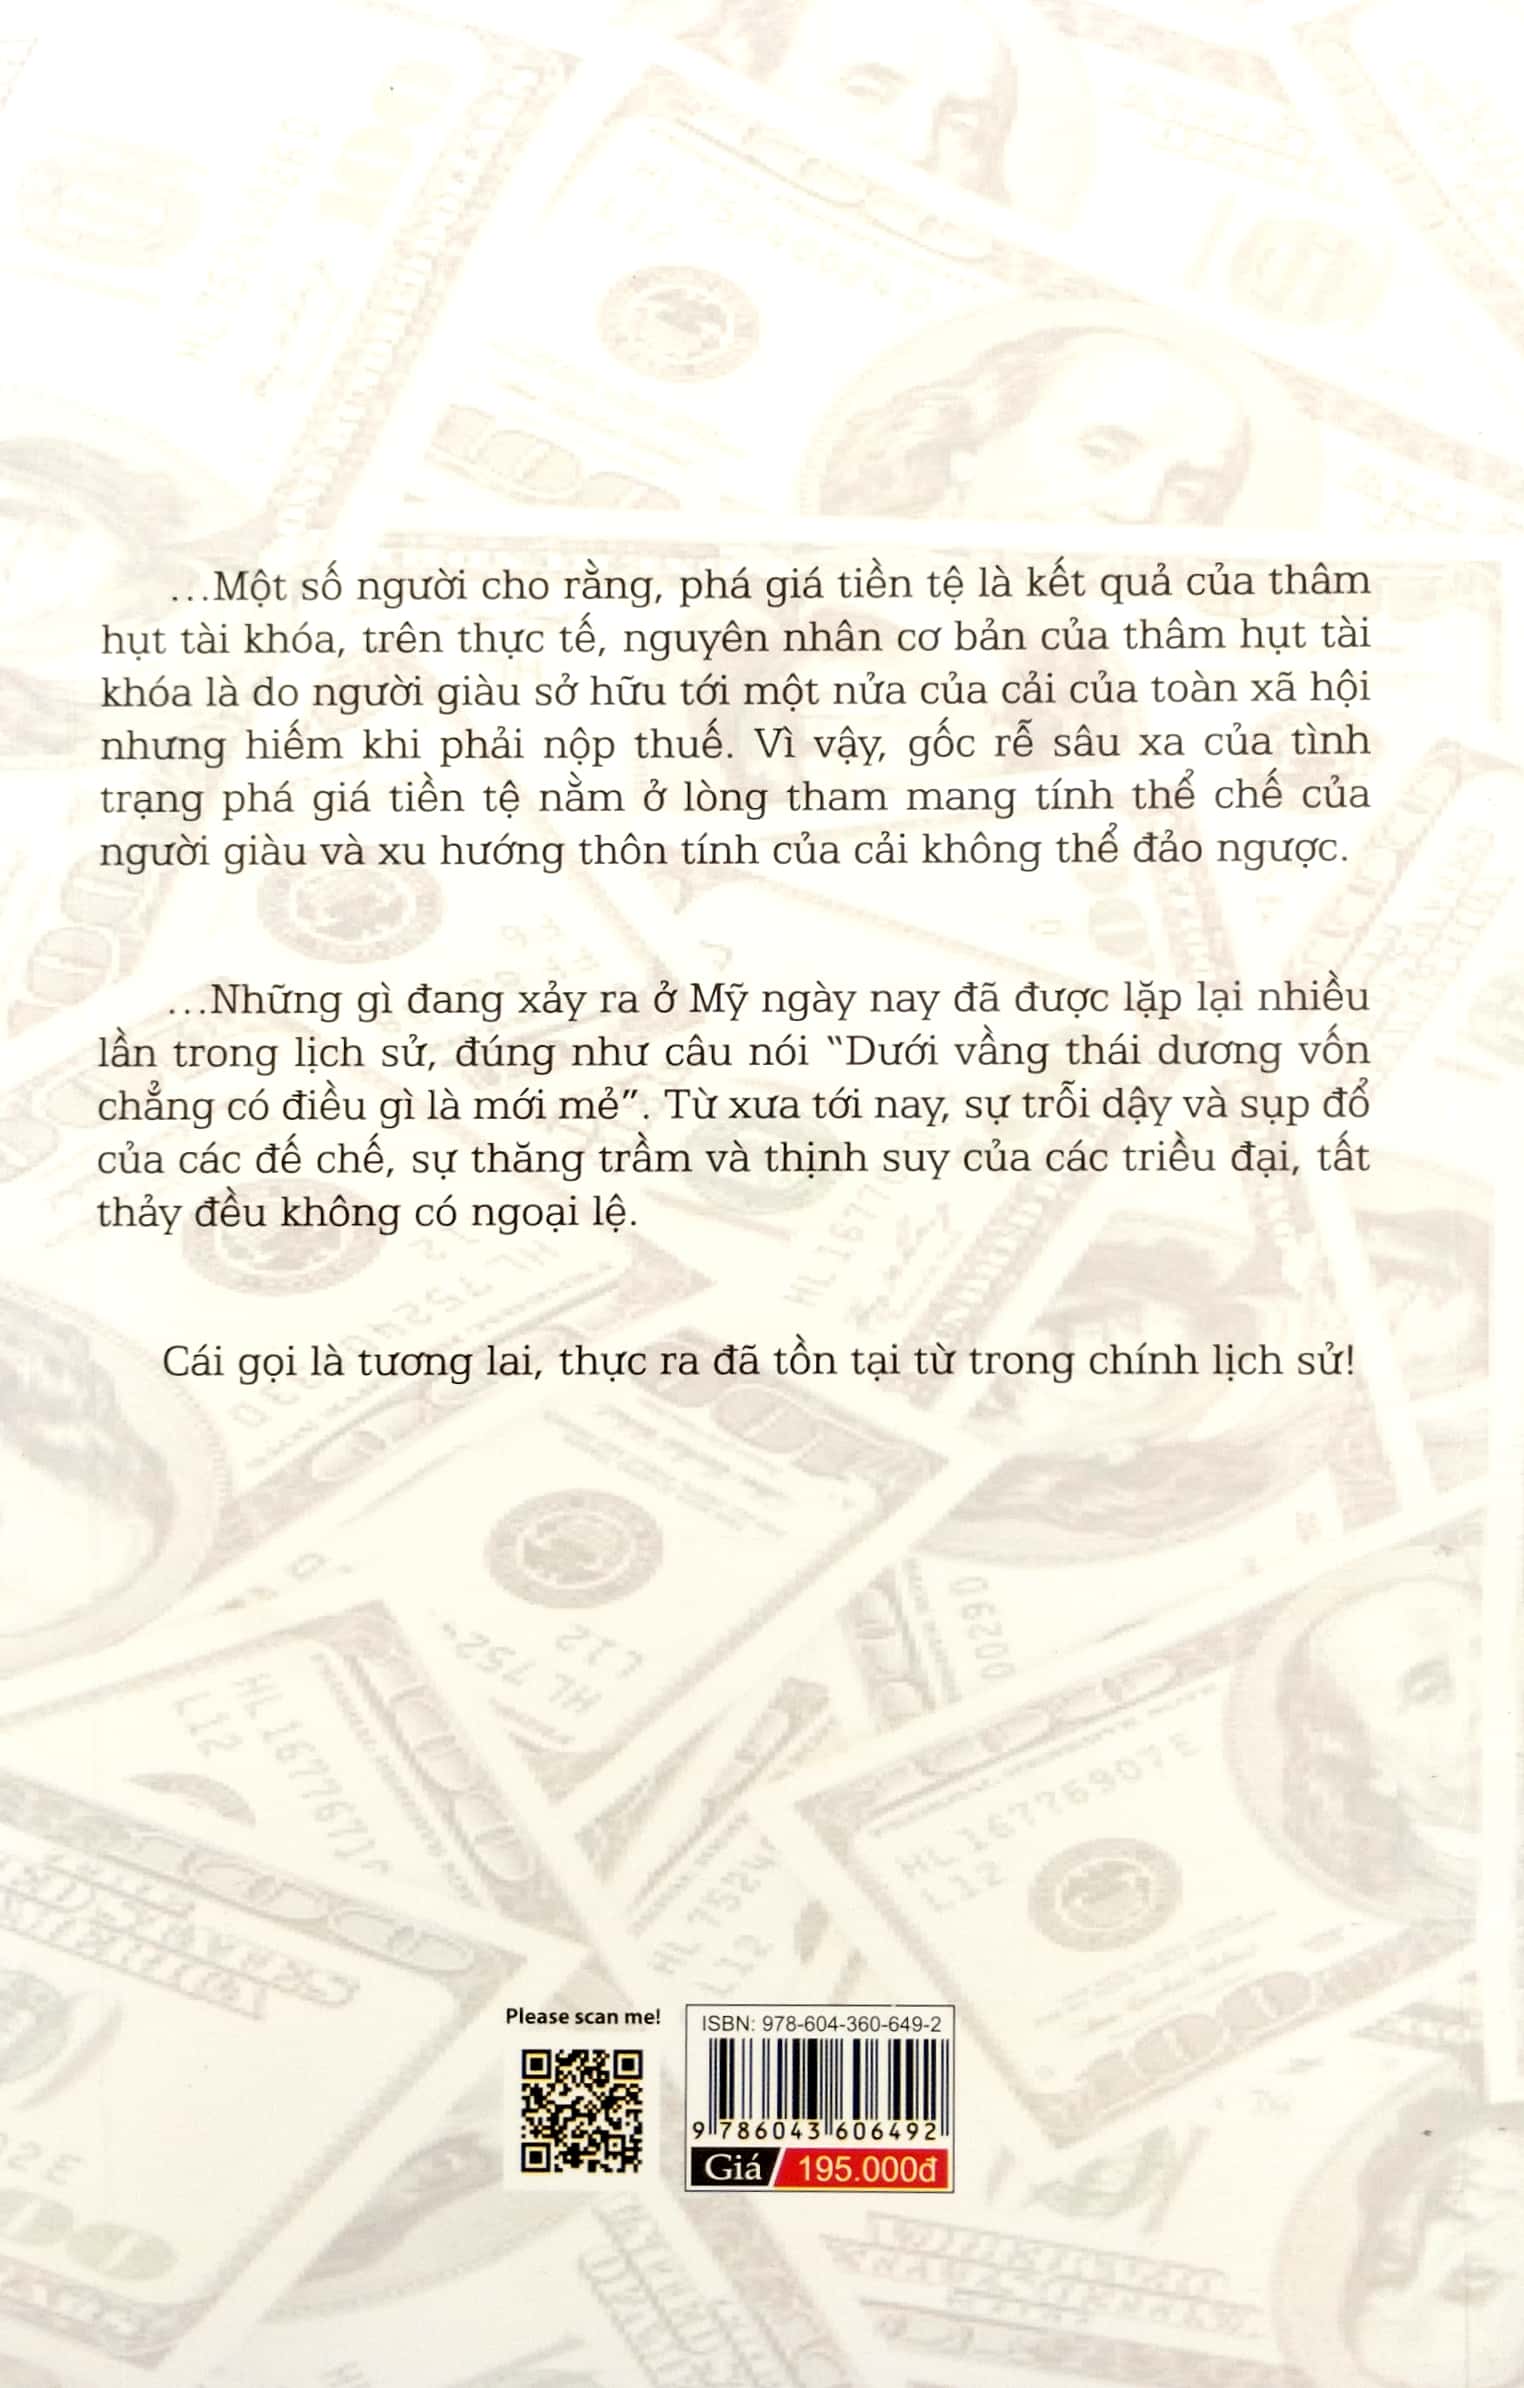 ...Một số người cho rằng, phá giá tiền tệ là kết quả của thâm
hụt tài khóa, trên thực tế, nguyên nhân cơ bản của thâm hụt tài
khóa là do người giàu sở hữu tới một nửa của cải của toàn xã hội
nhưng hiếm khi phải nộp thuế. Vì vậy, gốc rễ sâu xa của tình
trạng phá giá tiền tệ nằm ở lòng tham mang tính thể chế của
người giàu và xu hướng thôn tính của cải không thể đảo ngược.
...Những gì đang xảy ra ở Mỹ ngày nay đã được lặp lại nhiều
lần trong lịch sử, đúng như câu nói “Dưới vầng thái dương vốn
chẳng có điều gì là mới mẻ”. Từ xưa tới nay, sự trỗi dậy và sụp đổ
của các đế chế, sự thăng trầm và thịnh suy của các triều đại, tất
thảy đều không có ngoại lệ.
Cái gọi là tương lai, thực ra đã tồn tại từ trong chính lịch sử!
HL 16776907E
L12
Please scan me!
ISBN: 978-604-360-649-2
9 786043 606492
Giá 195.000đ